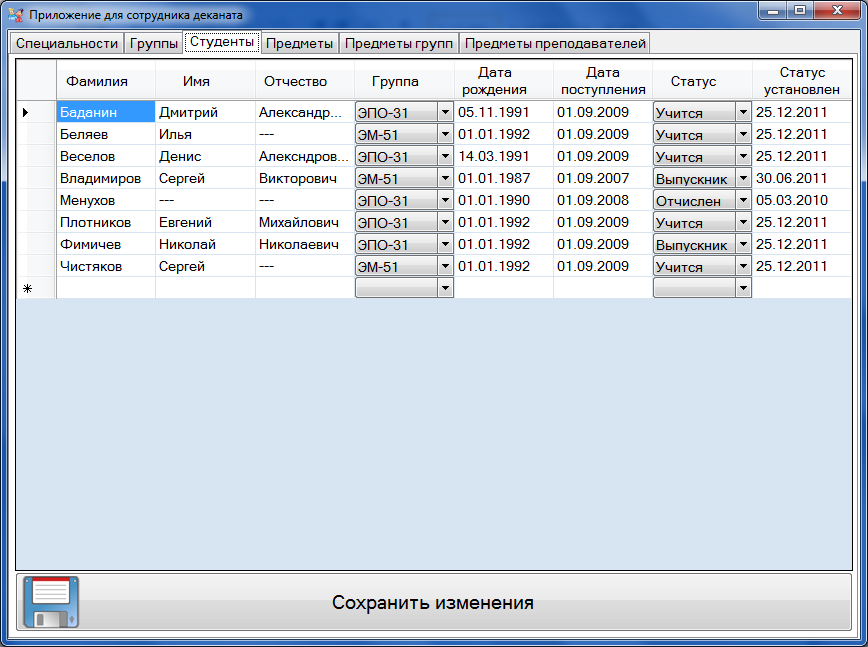 Приложение для сотрудника деканата
Специальности Группы Студенты Предметы Предметы групп Предметы преподавателей
Фамилия Имя Отчество Группа Дата рождения Дата поступления Статус Статус установлен
Баданин Дмитрий Александр... ЭПО-31 05.11.1991 01.09.2009 Учится 25.12.2011
Беляев Илья --- ЭМ-51 01.01.1992 01.09.2009 Учится 25.12.2011
Веселов Денис Алексндров... ЭПО-31 14.03.1991 01.09.2009 Учится 25.12.2011
Владимиров Сергей Викторович ЭМ-51 01.01.1987 01.09.2007 Выпускник 30.06.2011
Менухов --- --- ЭПО-31 01.01.1990 01.09.2008 Отчислен 05.03.2010
Плотников Евгений Михайлович ЭПО-31 01.01.1992 01.09.2009 Учится 25.12.2011
Фимичев Николай Николаевич ЭПО-31 01.01.1992 01.09.2009 Выпускник 25.12.2011
Чистяков Сергей --- ЭМ-51 01.01.1992 01.09.2009 Учится 25.12.2011
Сохранить изменения